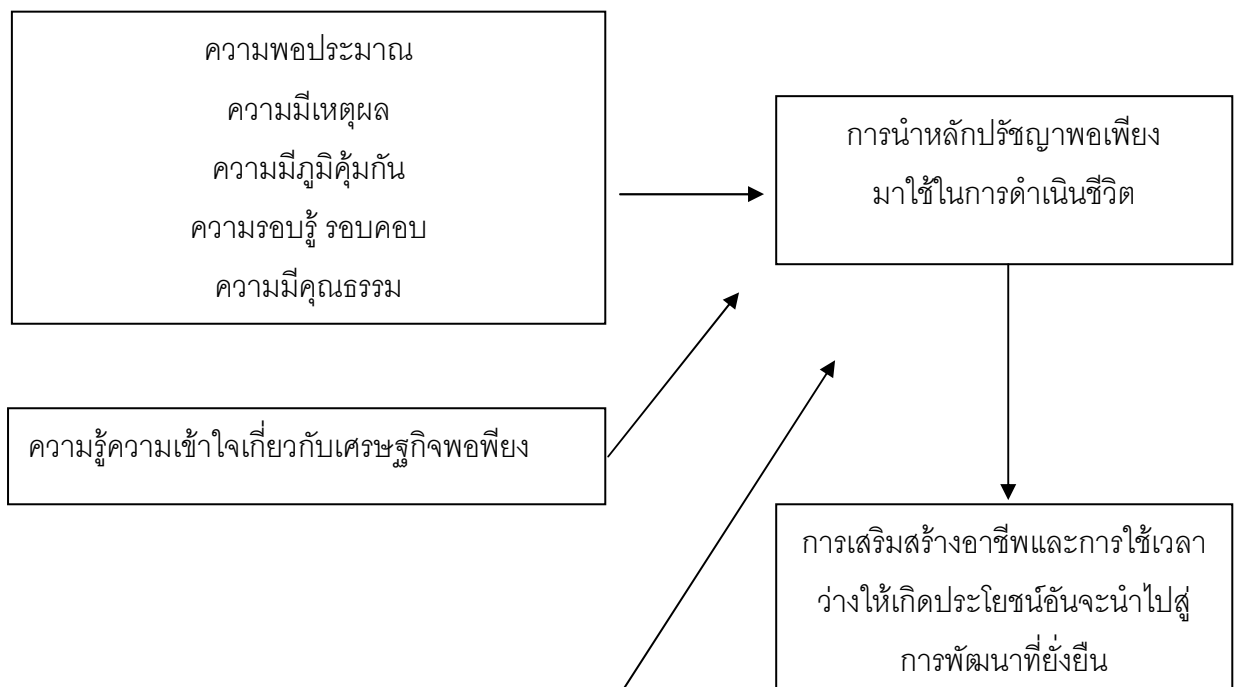 ความพอประมาณ
ความมีเหตุผล
ความมีภูมิคุ้มกัน
ความรอบรู้ รอบคอบ
ความมีคุณธรรม
การนำหลักปรัชญาพอเพียง
มาใช้ในการดำเนินชีวิต
ความรู้ความเข้าใจเกี่ยวกับเศรษฐกิจพอพียง
การเสริมสร้างอาชีพและการใช้เวลา
ว่างให้เกิดประโยชน์อันจะนำไปสู่
การพัฒนาที่ยั่งยืน